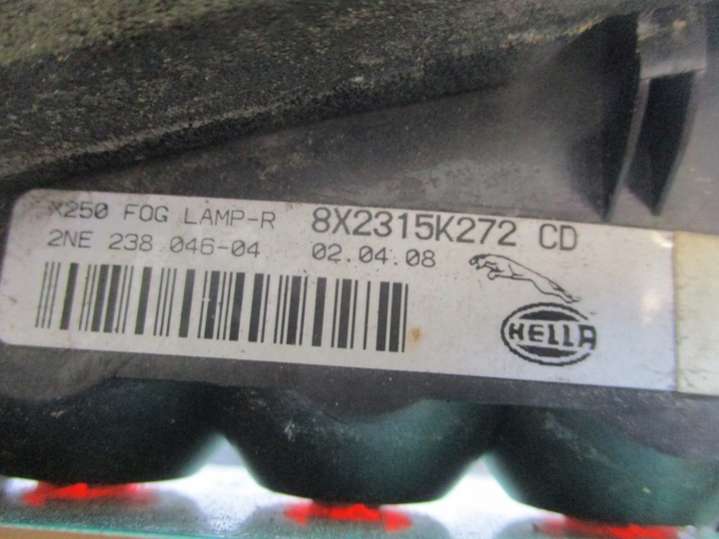 X250 FOG LAMP-R 8X2315K272 CD
2NE 238 046-04 02.04.08
HELLA